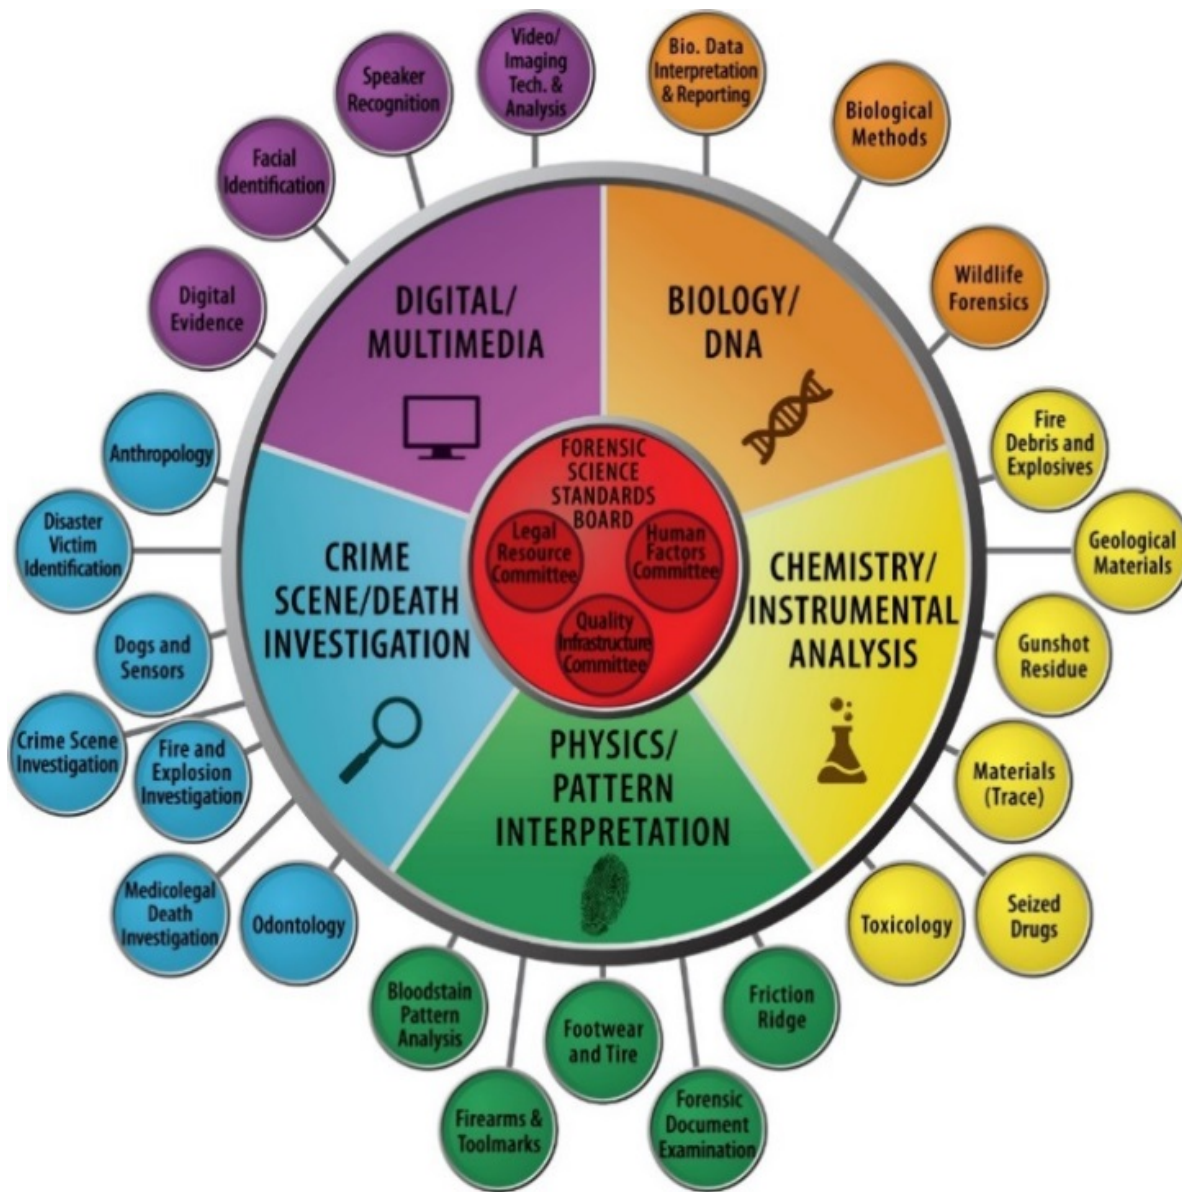 Video/
Imaging
Tech. &
Analysis
Bio. Data
Interpretation
& Reporting
Speaker
Recognition
Biological
Methods
Facial
Identification
Wildlife
Forensics
Digital
Evidence
DIGITAL/
MULTIMEDIA
BIOLOGY/
DNA
Anthropology
Fire
Debris and
Explosives
FORENSIC
SCIENCE
STANDARDS
BOARD
Legal
Resource
Committee
Human
Factors
Committee
Quality
Infrastructure
Committee
Disaster
Victim
Identification
Geological
Materials
CRIME
SCENE/DEATH
INVESTIGATION
CHEMISTRY/
INSTRUMENTAL
ANALYSIS
Dogs and
Sensors
Gunshot
Residue
Crime Scene
Investigation
Fire and
Explosion
Investigation
PHYSICS/
PATTERN
INTERPRETATION
Materials
(Trace)
Medicolegal
Death
Investigation
Odontology
Toxicology
Seized
Drugs
Bloodstain
Pattern
Analysis
Footwear
and Tire
Friction
Ridge
Firearms &
Toolmarks
Forensic
Document
Examination